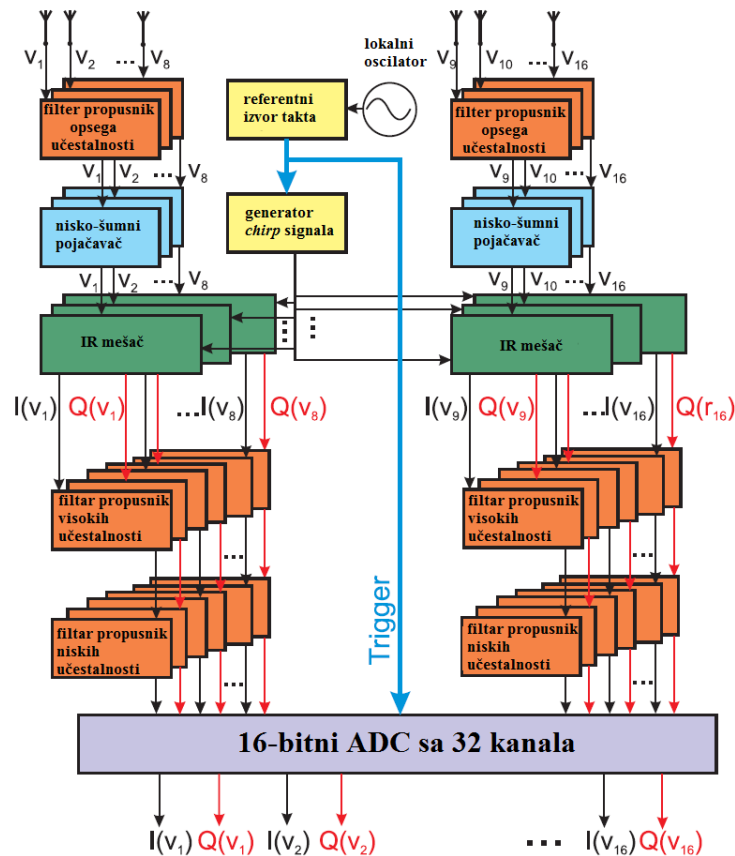 V1 V2 ... V8
lokalni
oscilator
V9 V10 ... V16
filter propusnik
opsega
učestalnosti
referentni
izvor takta
filter propusnik
opsega
učestalnosti
V1 V2 ... V8
V9 V10 ... V16
nisko-šumni
pojačavač
generator
chirp signala
nisko-šumni
pojačavač
V1 V2 ... V8
V9 V10 ... V16
IR mešač
IR mešač
I(v1) Q(v1) ...I(v8) Q(v8)
I(v9) Q(v9) ...I(v16) Q(r16)
filtar propusnik
visokih
učestalnosti
...
filtar propusnik
visokih
učestalnosti
...
filtar propusnik
niskih
učestalnosti
...
Trigger
filtar propusnik
niskih
učestalnosti
...
16-bitni ADC sa 32 kanala
I(v1) Q(v1) I(v2) Q(v2) ... I(v16) Q(v16)